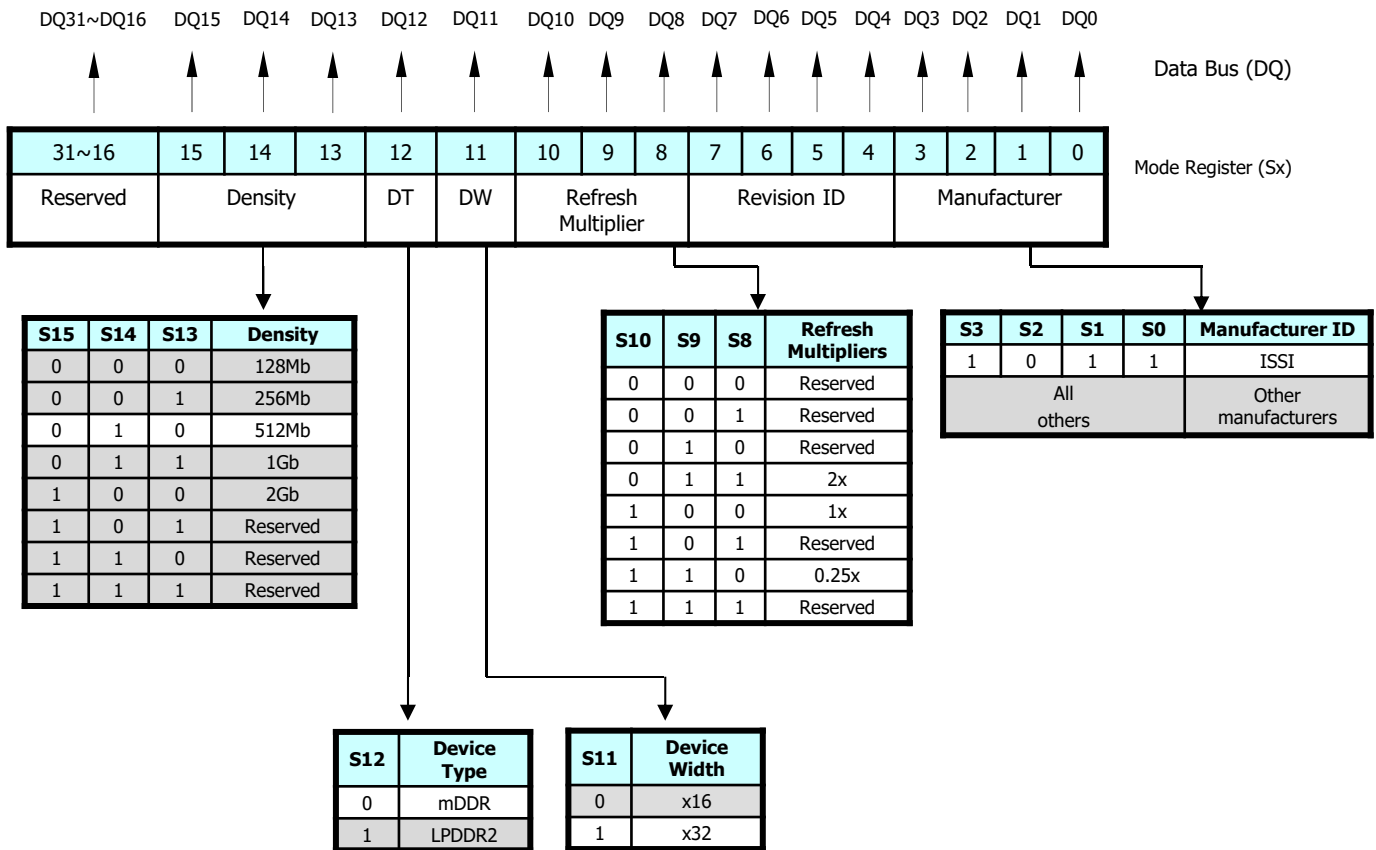 DQ31~DQ16 DQ15 DQ14 DQ13 DQ12 DQ11 DQ10 DQ9 DQ8 DQ7 DQ6 DQ5 DQ4 DQ3 DQ2 DQ1 DQ0
Data Bus (DQ)
31~16 15 14 13 12 11 10 9 8 7 6 5 4 3 2 1 0
Mode Register (Sx)
Reserved Density DT DW Refresh Multiplier Revision ID Manufacturer
S15 S14 S13 Density
0 0 0 128Mb
0 0 1 256Mb
0 1 0 512Mb
0 1 1 1Gb
1 0 0 2Gb
1 0 1 Reserved
1 1 0 Reserved
1 1 1 Reserved
S10 S9 S8 Refresh Multipliers
0 0 0 Reserved
0 0 1 Reserved
0 1 0 Reserved
0 1 1 2x
1 0 0 1x
1 0 1 Reserved
1 1 0 0.25x
1 1 1 Reserved
S3 S2 S1 S0 Manufacturer ID
1 0 1 1 ISSI
All others Other manufacturers
S12 Device Type
0 mDDR
1 LPDDR2
S11 Device Width
0 x16
1 x32